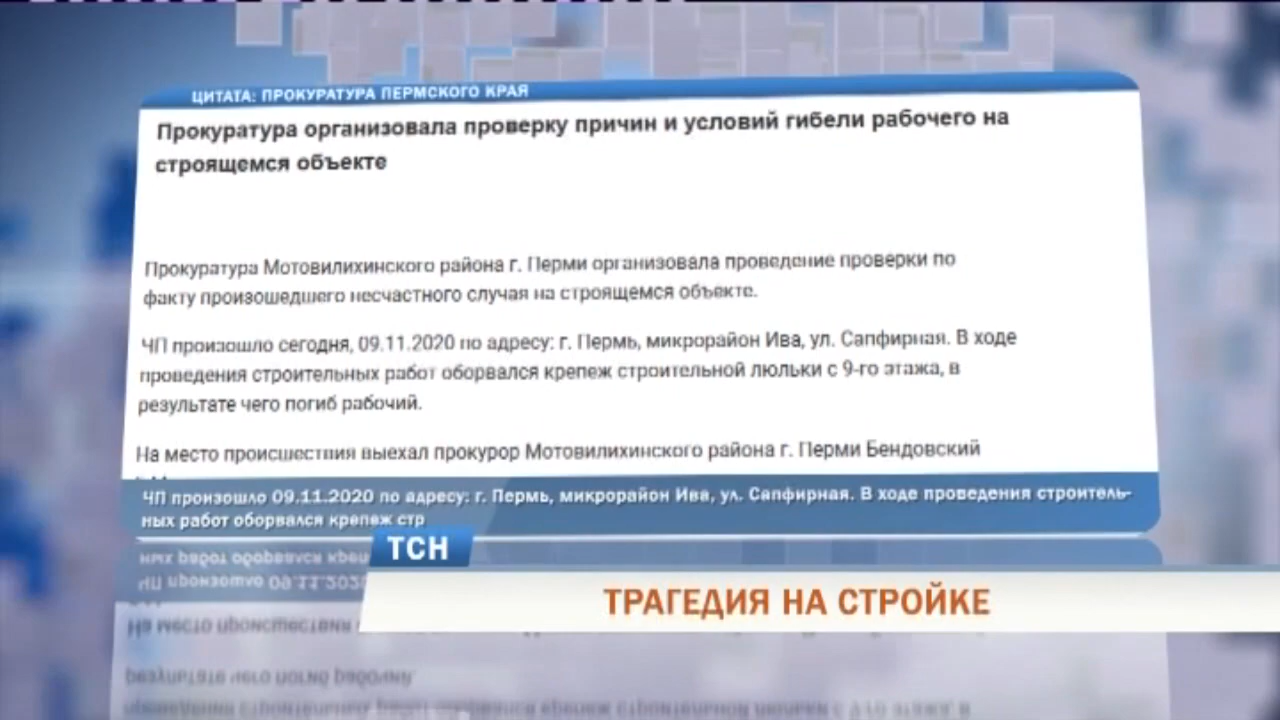 ЦИТАТА: ПРОКУРАТУРА ПЕРМСКОГО КРАЯ
Прокуратура организовала проверку причин и условий гибели рабочего на
строящемся объекте
Прокуратура Мотовилихинского района г. Перми организовала проведение проверки по
факту произошедшего несчастного случая на строящемся объекте.
ЧП произошло сегодня, 09.11.2020 по адресу: г. Пермь, микрорайон Ива, ул. Сапфирная. В ходе
проведения строительных работ оборвался крепеж строительной люльки с 9-го этажа, в
результате чего погиб рабочий.
На место происшествия выехал прокурор Мотовилихинского района г. Перми Бендовский
ЧП произошло 09.11.2020 по адресу: г. Пермь, микрорайон Ива, ул. Сапфирная. В ходе проведения строитель-
ных работ оборвался крепеж стр
ТСН
ТРАГЕДИЯ НА СТРОЙКЕ